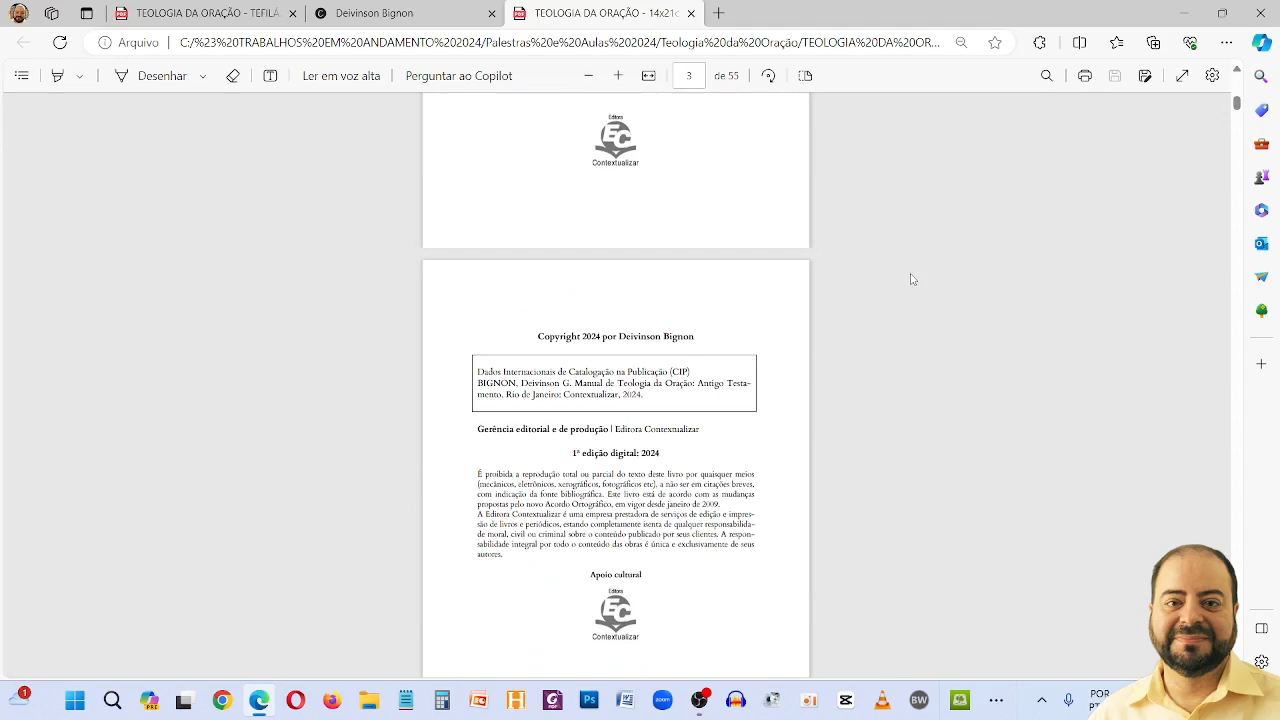 TEOLOGIA DA ORAÇÃO - TEFILÁ
Deivinson Bignon
TEOLOGIA DA ORAÇÃO - 14x21c
Arquivo
C:/%23%20TRABALHOS%20EM%20ANDAMENTO%202024/Palestras%20e%20Aulas%202024/Teologia%20da%20Oração/TEOLOGIA%20DA%20OR...
Desenhar
Ler em voz alta
Perguntar ao Copilot
3
de 55
Editora
EC
Contextualizar
Copyright 2024 por Deivinson Bignon
Dados Internacionais de Catalogação na Publicação (CIP)
BIGNON, Deivinson G. Manual de Teologia da Oração: Antigo Testa-
mento. Rio de Janeiro: Contextualizar, 2024.
Gerência editorial e de produção | Editora Contextualizar
1ª edição digital: 2024
É proibida a reprodução total ou parcial do texto deste livro por quaisquer meios
(mecânicos, eletrônicos, xenográficos, fotográficos etc), a não ser em citações breves,
com indicação da fonte bibliográfica. Este livro está de acordo com as mudanças
propostas pelo novo Acordo Ortográfico, em vigor desde janeiro de 2009.
A Editora Contextualizar é uma empresa prestadora de serviços de edição e impres-
são de livros e periódicos, estando completamente isenta de qualquer responsabilida-
de moral, civil ou criminal sobre o conteúdo publicado por seus clientes. A respon-
sabilidade integral por todo o conteúdo das obras é única e exclusivamente de seus
autores.
Apoio cultural
Editora
EC
Contextualizar
1
zoom
BW
POR